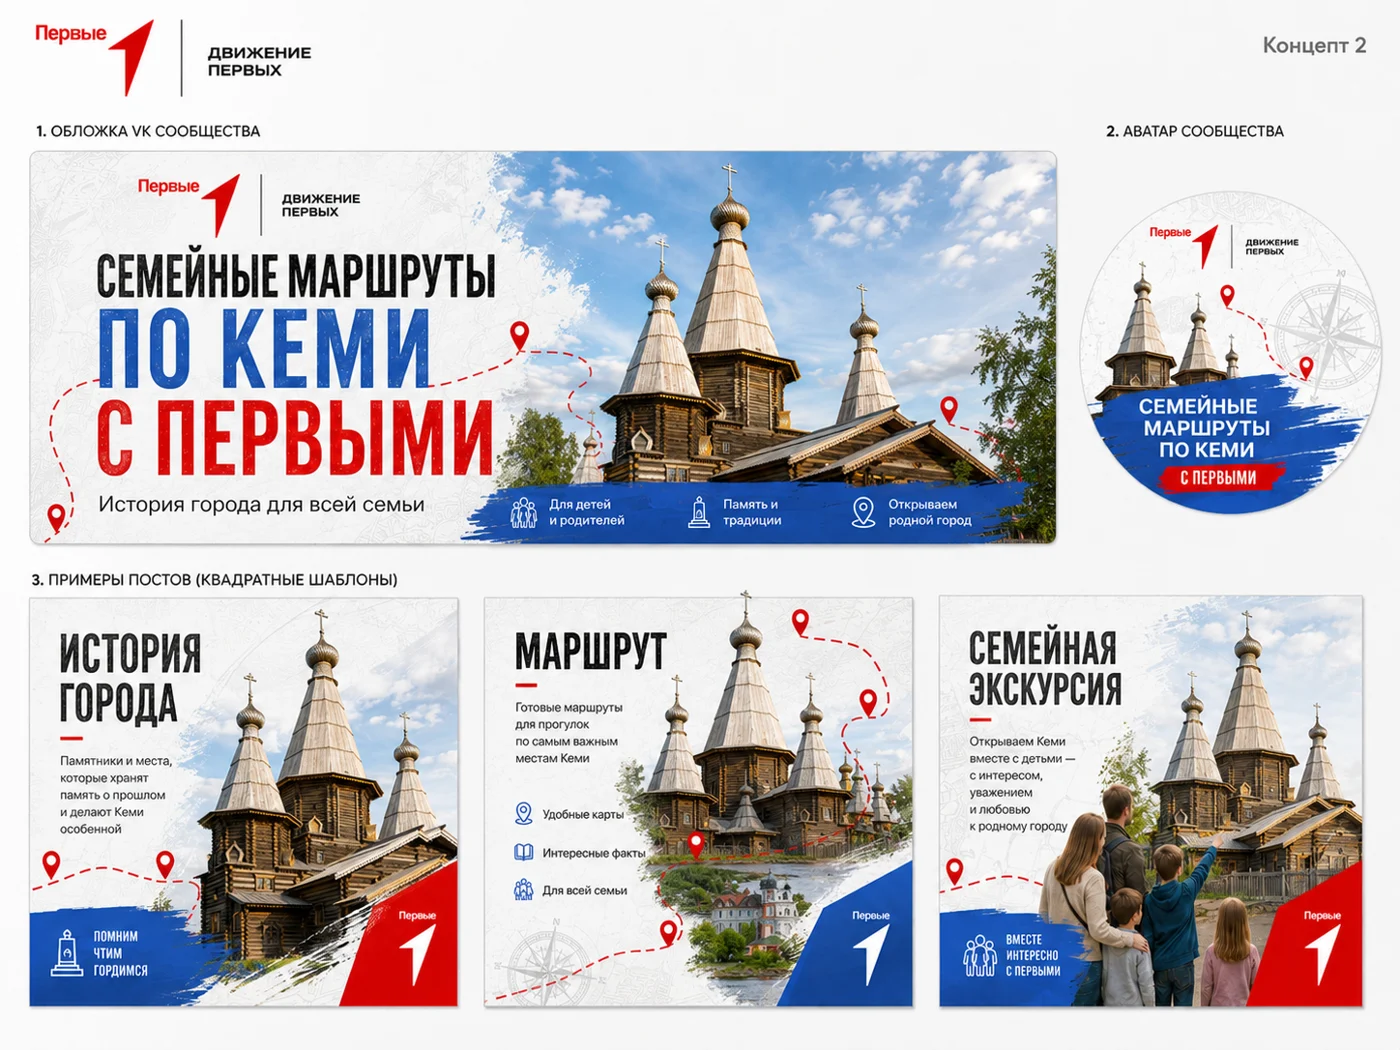 Первые
ДВИЖЕНИЕ
ПЕРВЫХ
Концепт 2
1. ОБЛОЖКА VK СООБЩЕСТВА
2. АВАТАР СООБЩЕСТВА
Первые
ДВИЖЕНИЕ
ПЕРВЫХ
СЕМЕЙНЫЕ МАРШРУТЫ
ПО КЕМИ
С ПЕРВЫМИ
История города для всей семьи
Для детей
и родителей
Память и
традиции
Открываем
родной город
Первые
ДВИЖЕНИЕ
ПЕРВЫХ
N
СЕМЕЙНЫЕ
МАРШРУТЫ
ПО КЕМИ
С ПЕРВЫМИ
3. ПРИМЕРЫ ПОСТОВ (КВАДРАТНЫЕ ШАБЛОНЫ)
ИСТОРИЯ
ГОРОДА
Памятники и места,
которые хранят
память о прошлом
и делают Кеми
особенной
ПОМНИМ
ЧТИМ
ГОРДИМСЯ
Первые
МАРШРУТ
Готовые маршруты
для прогулок
по самым важным
местам Кеми
Удобные карты
Интересные факты
Для всей семьи
Первые
СЕМЕЙНАЯ
ЭКСКУРСИЯ
Открываем Кеми
вместе с детьми —
с интересом,
уважением
и любовью
к родному городу
ВМЕСТЕ
ИНТЕРЕСНО
С ПЕРВЫМИ
Первые